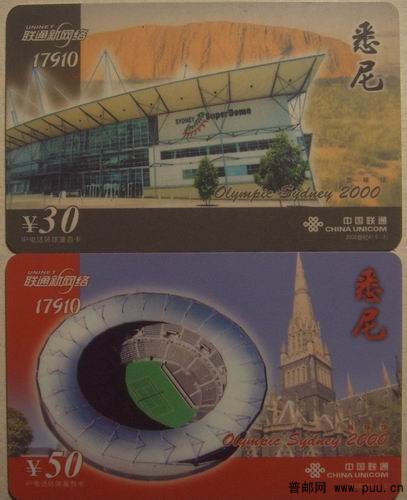 UNINET
联通新网络
17910
悉尼
SYDNEY
SuperDome
Olympic Sydney 2000
¥30
IP电话环球漫游卡
中国联通
CHINA UNICOM
UNINET
联通新网络
17910
悉尼
Olympic Sydney 2000
¥50
IP电话环球漫游卡
中国联通
CHINA UNICOM
普邮网 www.puu.cn